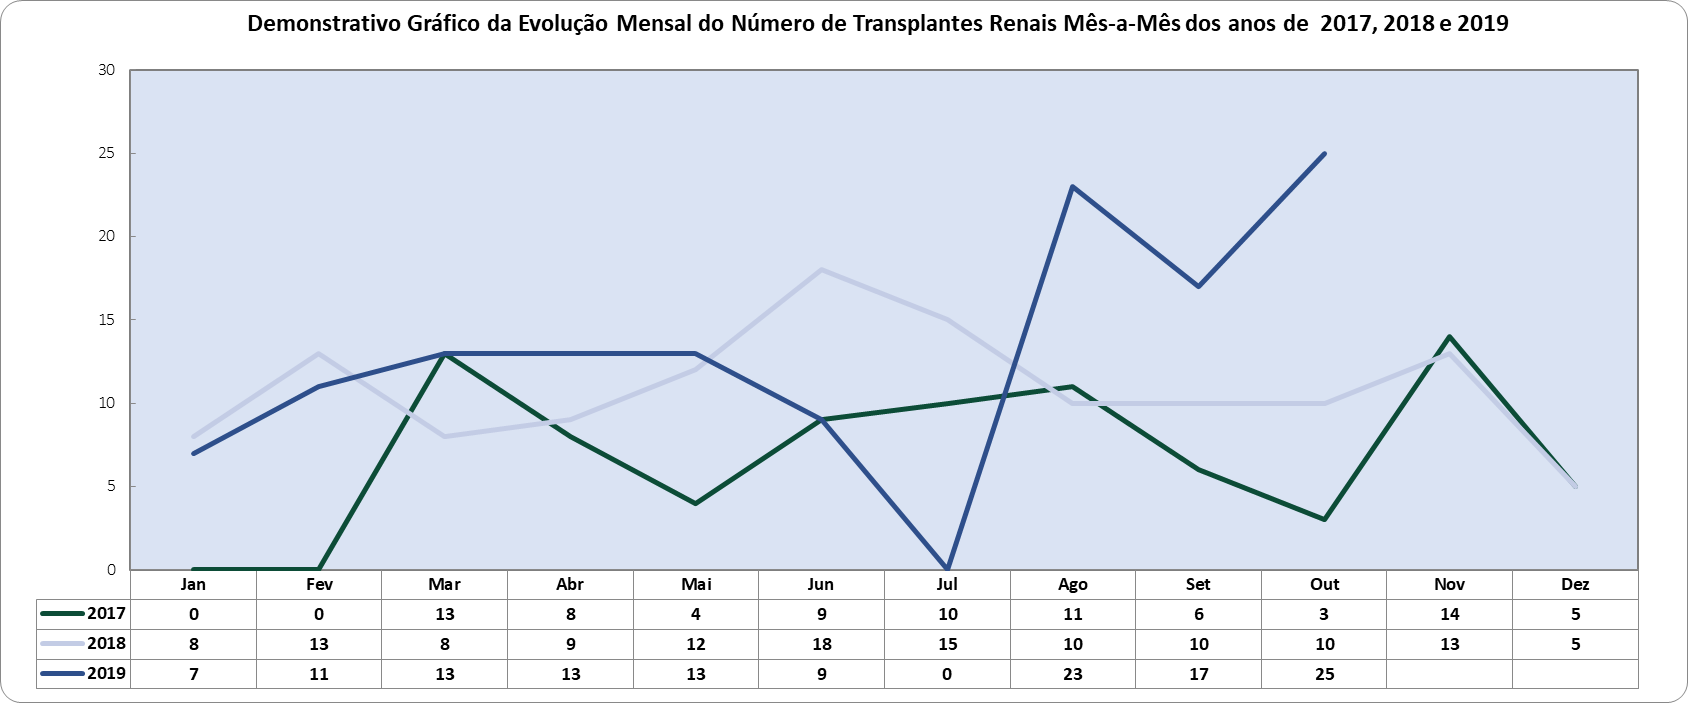 Demonstrativo Gráfico da Evolução Mensal do Número de Transplantes Renais Mês-a-Mês dos anos de 2017, 2018 e 2019
30
25
20
15
10
5
0
Jan Fev Mar Abr Mai Jun Jul Ago Set Out Nov Dez
2017 0 0 13 8 4 9 10 11 6 3 14 5
2018 8 13 8 9 12 18 15 10 10 10 13 5
2019 7 11 13 13 13 9 0 23 17 25